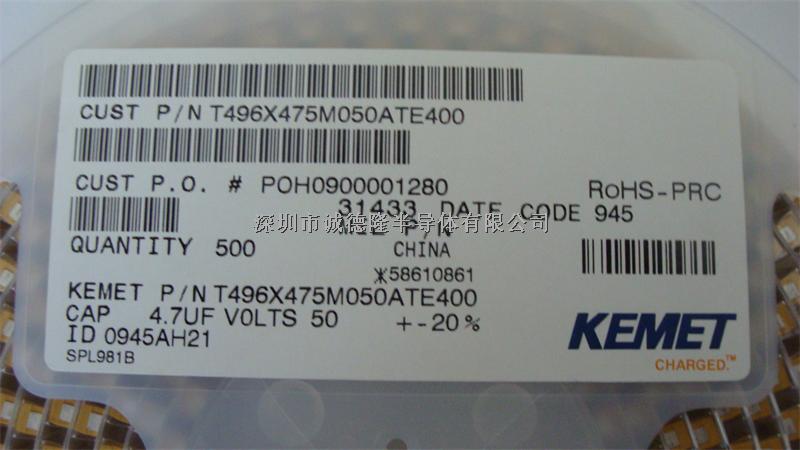 CUST P/N T496X475M050ATE400
CUST P.O. # POH0900001280 RoHS-PRC
31433 DATE CODE 945
深圳市诚德隆半导体有限公司
P/N
QUANTITY 500 CHINA
*58610861
KEMET P/N T496X475M050ATE400
CAP 4.7UF VOLTS 50 +-20%
ID 0945AH21
SPL981B
KEMET
CHARGED.™